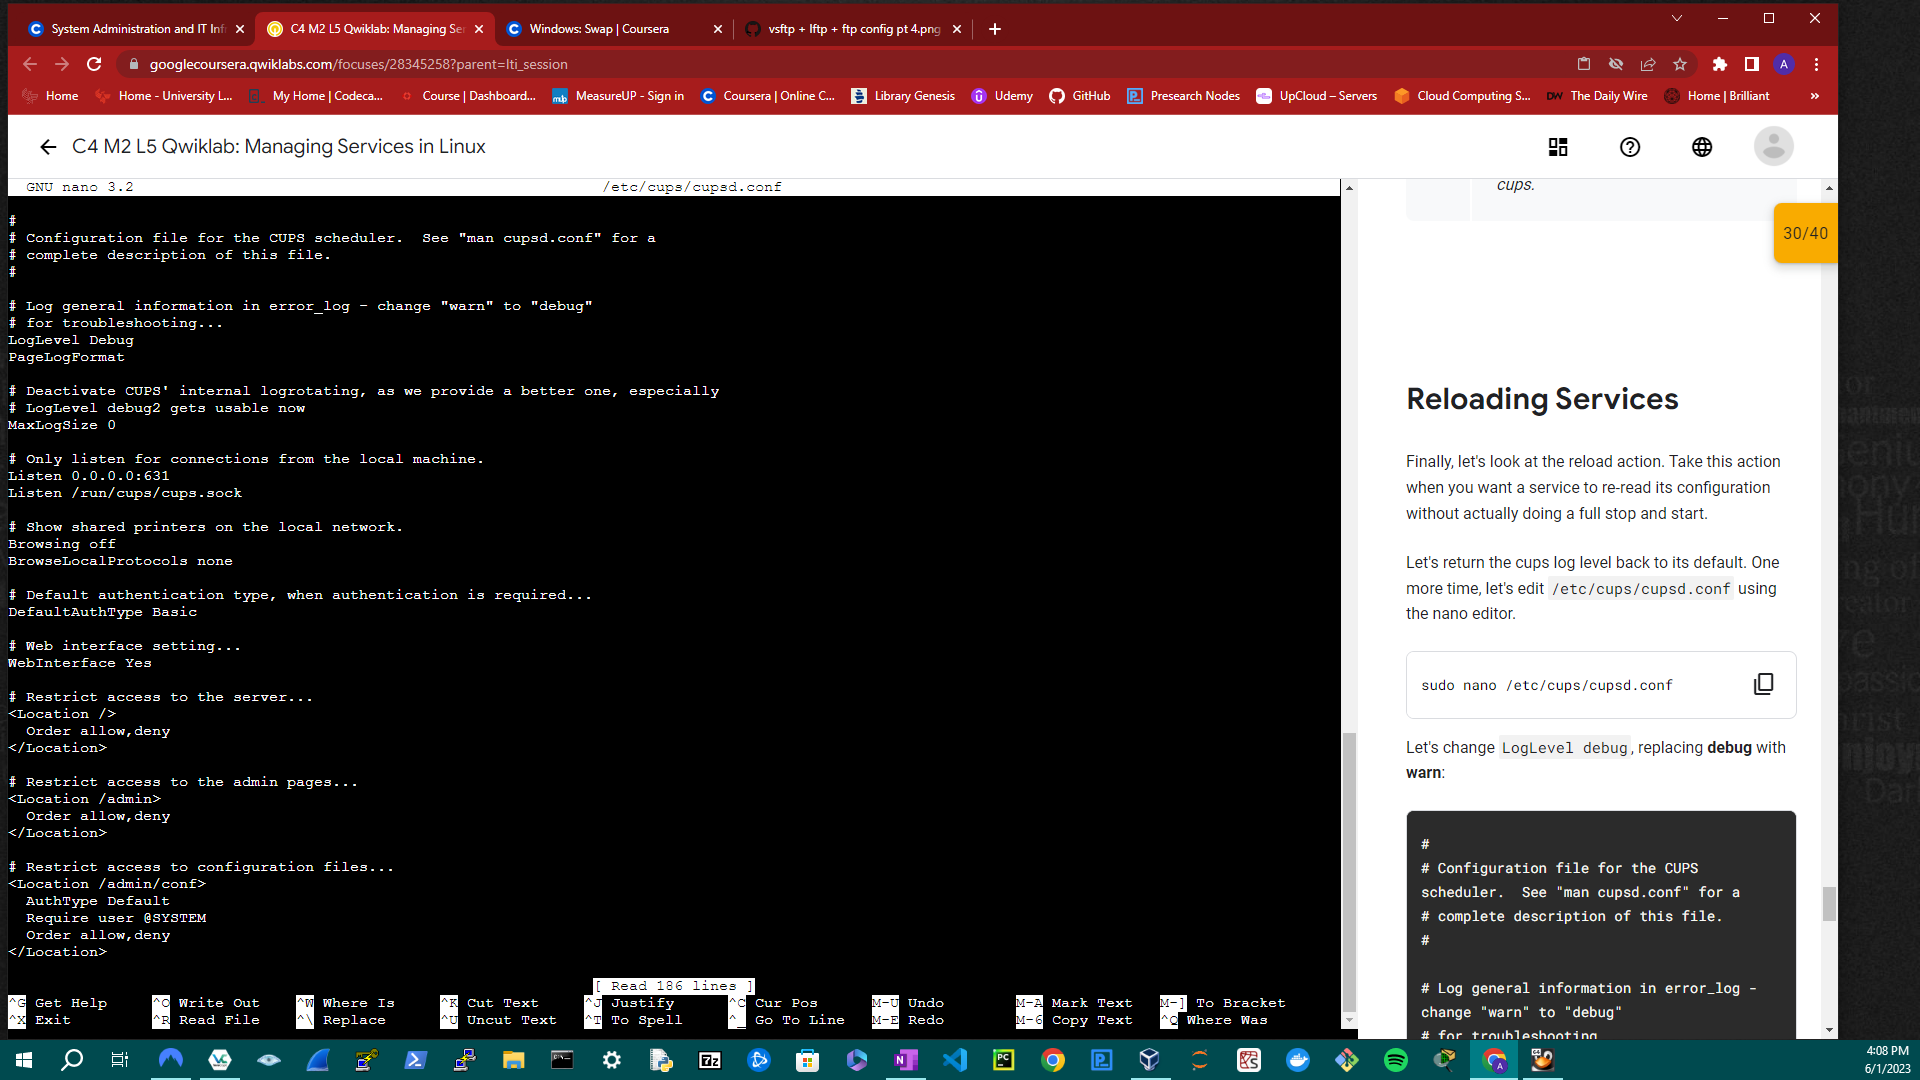 System Administration and IT Inf
C4 M2 L5 Qwiklab: Managing Ser
Windows: Swap | Coursera
vsftp + lftp + ftp config pt 4.png
googlecoursera.qwiklabs.com/focuses/28345258?parent=lti_session
A
Home
Home - University L...
My Home | Codeca...
Course | Dashboard...
MeasureUP - Sign in
Coursera | Online C...
Library Genesis
Udemy
GitHub
Presearch Nodes
UpCloud – Servers
Cloud Computing S...
The Daily Wire
Home | Brilliant
»
C4 M2 L5 Qwiklab: Managing Services in Linux
GNU nano 3.2 /etc/cups/cupsd.conf
#
# Configuration file for the CUPS scheduler.  See "man cupsd.conf" for a
# complete description of this file.
#
# Log general information in error_log - change "warn" to "debug"
# for troubleshooting...
LogLevel Debug
PageLogFormat
# Deactivate CUPS' internal logrotating, as we provide a better one, especially
# LogLevel debug2 gets usable now
MaxLogSize 0
# Only listen for connections from the local machine.
Listen 0.0.0.0:631
Listen /run/cups/cups.sock
# Show shared printers on the local network.
Browsing off
BrowseLocalProtocols none
# Default authentication type, when authentication is required...
DefaultAuthType Basic
# Web interface setting...
WebInterface Yes
# Restrict access to the server...
<Location />
  Order allow,deny
</Location>
# Restrict access to the admin pages...
<Location /admin>
  Order allow,deny
</Location>
# Restrict access to configuration files...
<Location /admin/conf>
  AuthType Default
  Require user @SYSTEM
  Order allow,deny
</Location>
[ Read 186 lines ]
^G Get Help ^O Write Out ^W Where Is ^K Cut Text ^J Justify ^C Cur Pos M-U Undo M-A Mark Text M-] To Bracket
^X Exit ^R Read File ^\ Replace ^U Uncut Text ^T To Spell ^_ Go To Line M-E Redo M-6 Copy Text ^Q Where Was
cups.
30/40
Reloading Services
Finally, let's look at the reload action. Take this action
when you want a service to re-read its configuration
without actually doing a full stop and start.
Let's return the cups log level back to its default. One
more time, let's edit /etc/cups/cupsd.conf using
the nano editor.
sudo nano /etc/cups/cupsd.conf
Let's change LogLevel debug, replacing debug with
warn:
#
# Configuration file for the CUPS
scheduler.  See "man cupsd.conf" for a
# complete description of this file.
#
# Log general information in error_log -
change "warn" to "debug"
# for troubleshooting
4:08 PM
6/1/2023